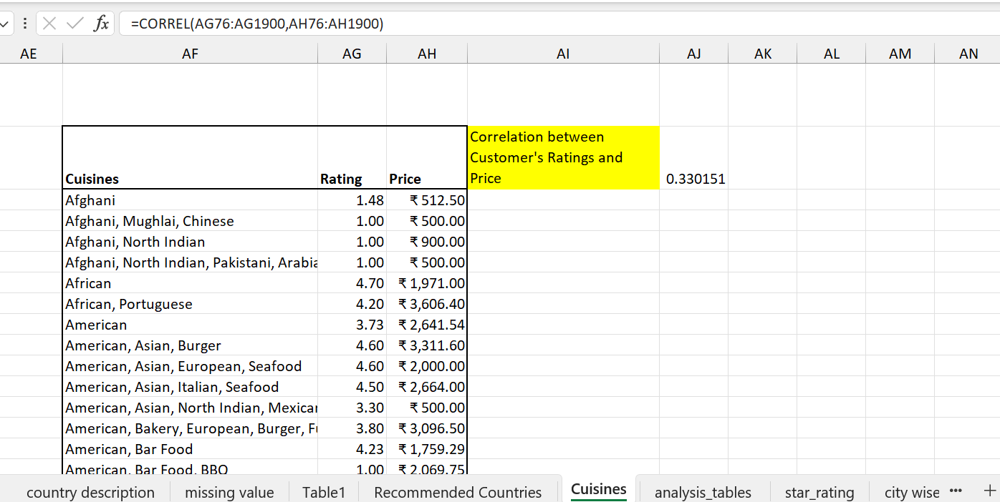 fx =CORREL(AG76:AG1900,AH76:AH1900)
AE AF AG AH AI AJ AK AL AM AN
Correlation between
Customer's Ratings and
Cuisines Rating Price Price 0.330151
Afghani 1.48 ₹ 512.50
Afghani, Mughlai, Chinese 1.00 ₹ 500.00
Afghani, North Indian 1.00 ₹ 900.00
Afghani, North Indian, Pakistani, Arabia 1.00 ₹ 500.00
African 4.70 ₹ 1,971.00
African, Portuguese 4.20 ₹ 3,606.40
American 3.73 ₹ 2,641.54
American, Asian, Burger 4.60 ₹ 3,311.60
American, Asian, European, Seafood 4.60 ₹ 2,000.00
American, Asian, Italian, Seafood 4.50 ₹ 2,664.00
American, Asian, North Indian, Mexican 3.30 ₹ 500.00
American, Bakery, European, Burger, Fu 3.80 ₹ 3,096.50
American, Bar Food 4.23 ₹ 1,759.29
American, Bar Food, BBQ 1.00 ₹ 2,069.75
country description missing value Table1 Recommended Countries Cuisines analysis_tables star_rating city wise ··· +